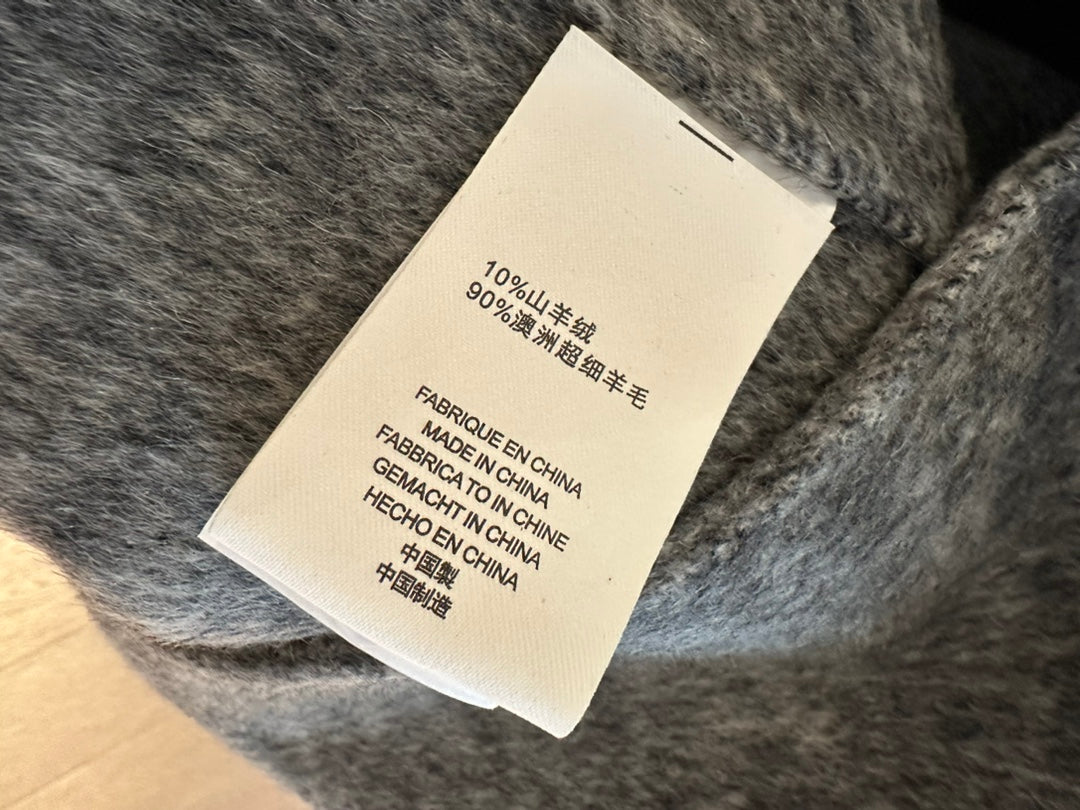 10%山羊绒
90%澳洲超细羊毛
FABRIQUE EN CHINA
MADE IN CHINA
FABBRICA TO IN CHINE
GEMACHT IN CHINA
HECHO EN CHINA
中国製
中国制造